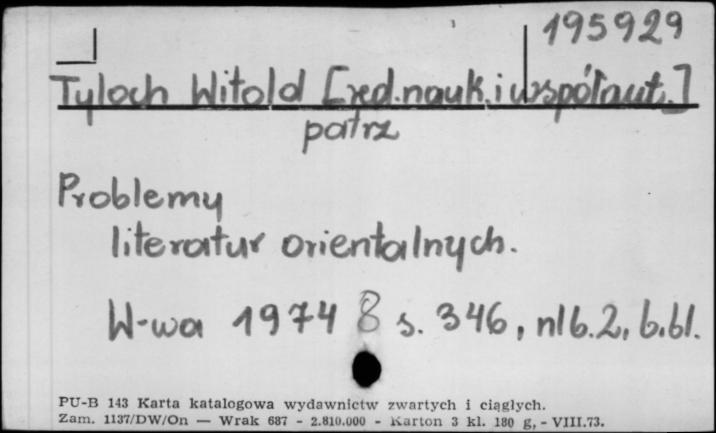 195929
Tyloch Witold [red.nauk.i współaut.]
patrz
Problemy
literatur orientalnych.
W-wa 1974 8 s. 346, nlb.2, b.bl.
PU-B 143 Karta katalogowa wydawnictw zwartych i ciągłych.
Zam. 1137/DW/On — Wrak 687 - 2.810.000 - Karton 3 kl. 180 g, - VIII.73.